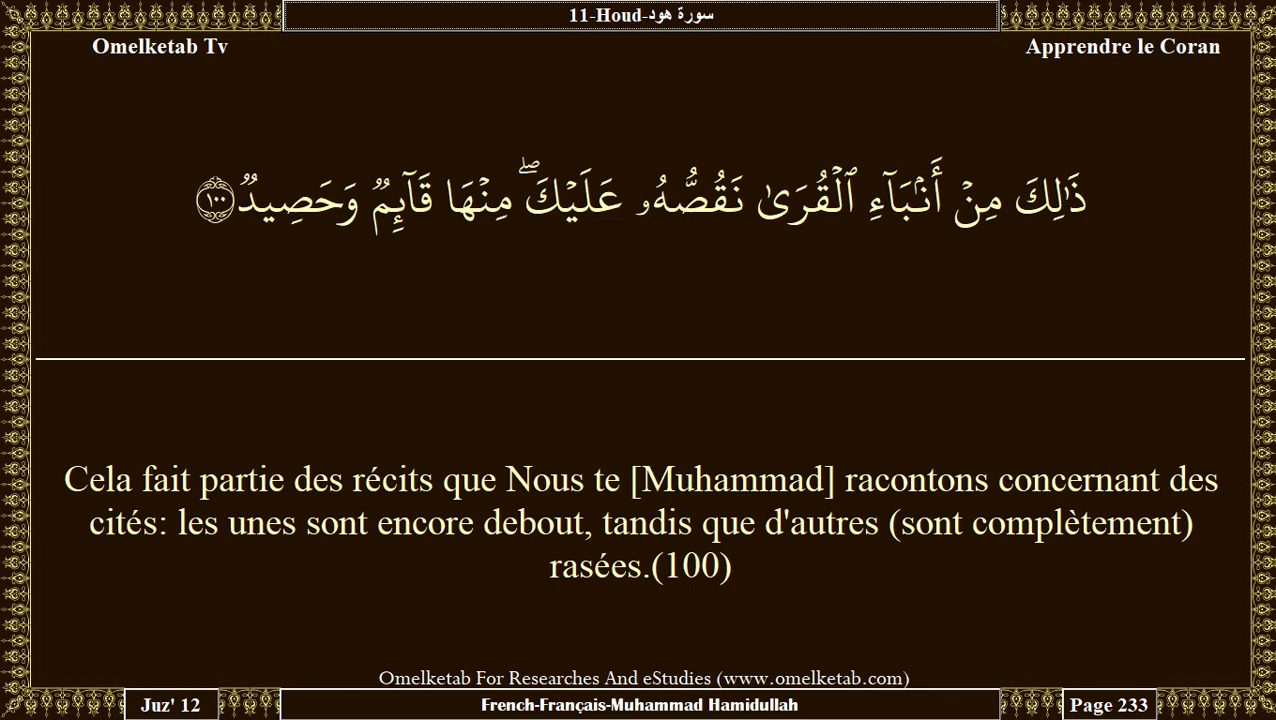 11-Houd-سورة هود
Omelketab Tv
Apprendre le Coran
ذَٰلِكَ مِنۡ أَنۢبَآءِ ٱلۡقُرَىٰ نَقُصُّهُۥ عَلَيۡكَۖ مِنۡهَا قَآئِمٞ وَحَصِيدٞ ١٠٠
Cela fait partie des récits que Nous te [Muhammad] racontons concernant des
cités: les unes sont encore debout, tandis que d'autres (sont complètement)
rasées.(100)
Omelketab For Researches And eStudies (www.omelketab.com)
Juz' 12
French-Français-Muhammad Hamidullah
Page 233